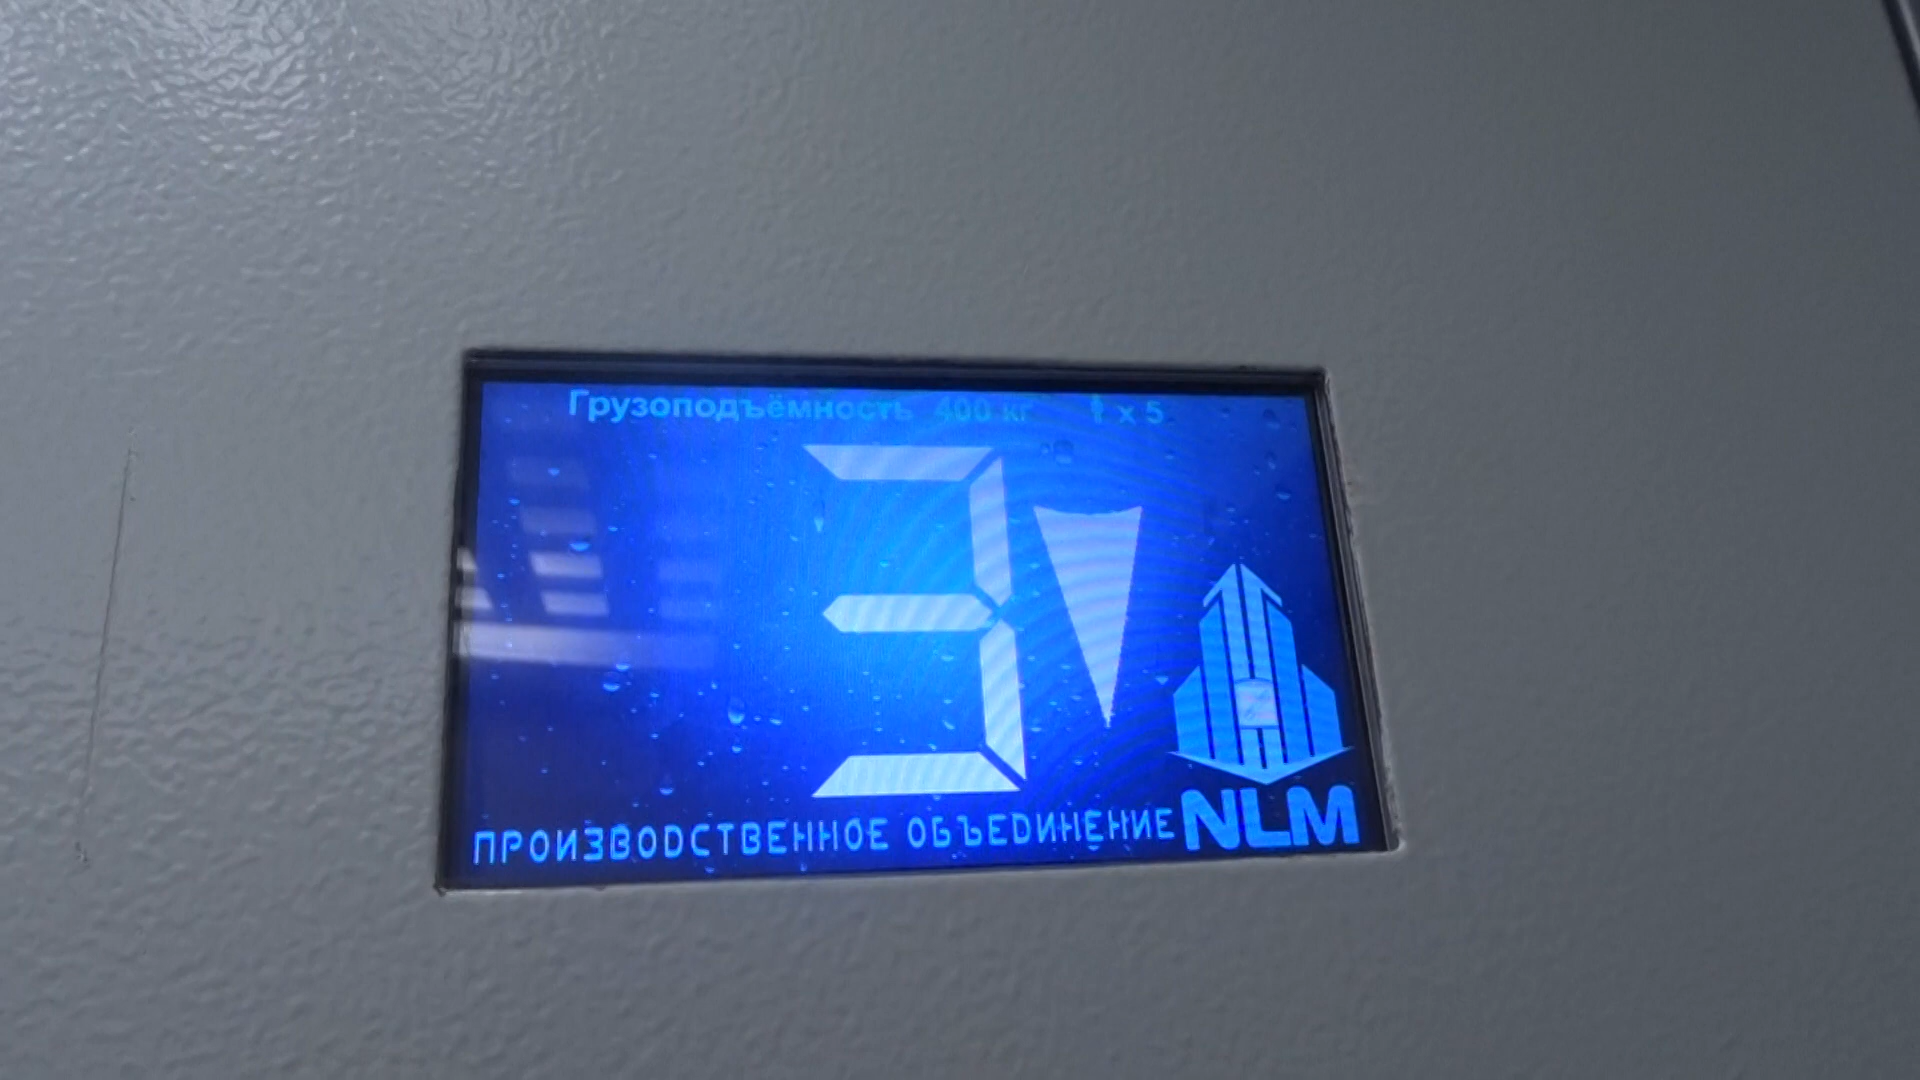 Грузоподъёмность 400 кг x 5
3
ПРОИЗВОДСТВЕННОЕ ОБЪЕДИНЕНИЕ NLM